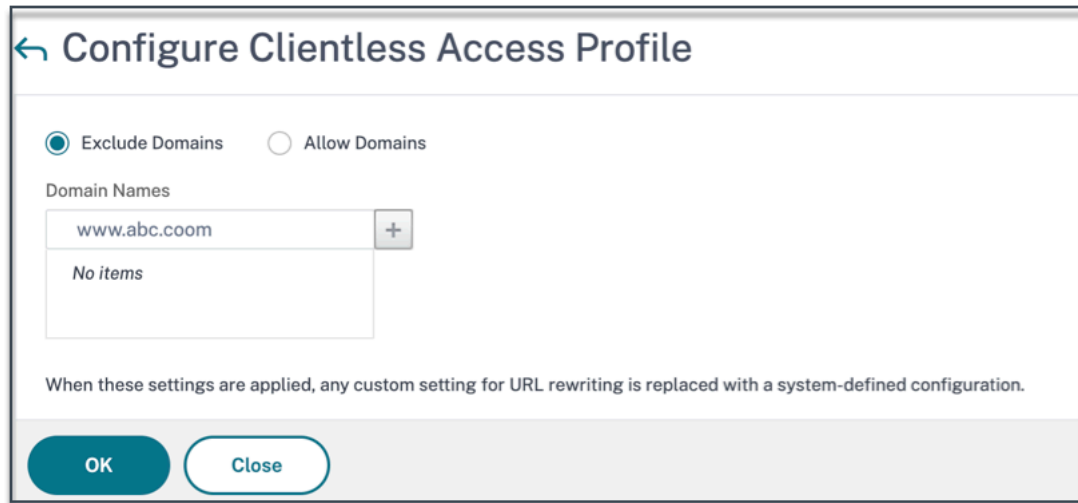 Configure Clientless Access Profile
Exclude Domains Allow Domains
Domain Names
www.abc.coom
No items
When these settings are applied, any custom setting for URL rewriting is replaced with a system-defined configuration.
OK Close